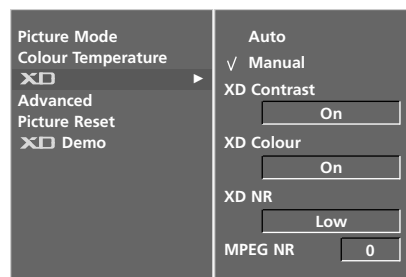 Picture Mode
Colour Temperature
XD
Advanced
Picture Reset
XD Demo
Auto
√ Manual
XD Contrast
On
XD Colour
On
XD NR
Low
MPEG NR 0